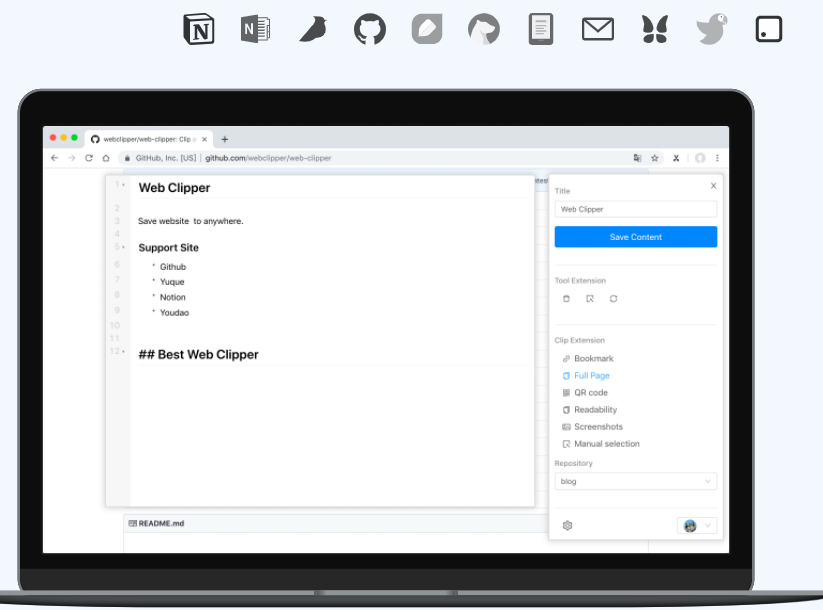 N
N
webclipper/web-clipper: Clip
GitHub, Inc. [US] | github.com/webclipper/web-clipper
1
Web Clipper
2
3
Save website to anywhere.
4
5
Support Site
6
Github
7
Yuque
8
Notion
9
Youdao
10
11
12
## Best Web Clipper
README.md
X
Title
Web Clipper
Save Content
Tool Extension
Clip Extension
Bookmark
Full Page
QR code
Readability
Screenshots
Manual selection
Repository
blog